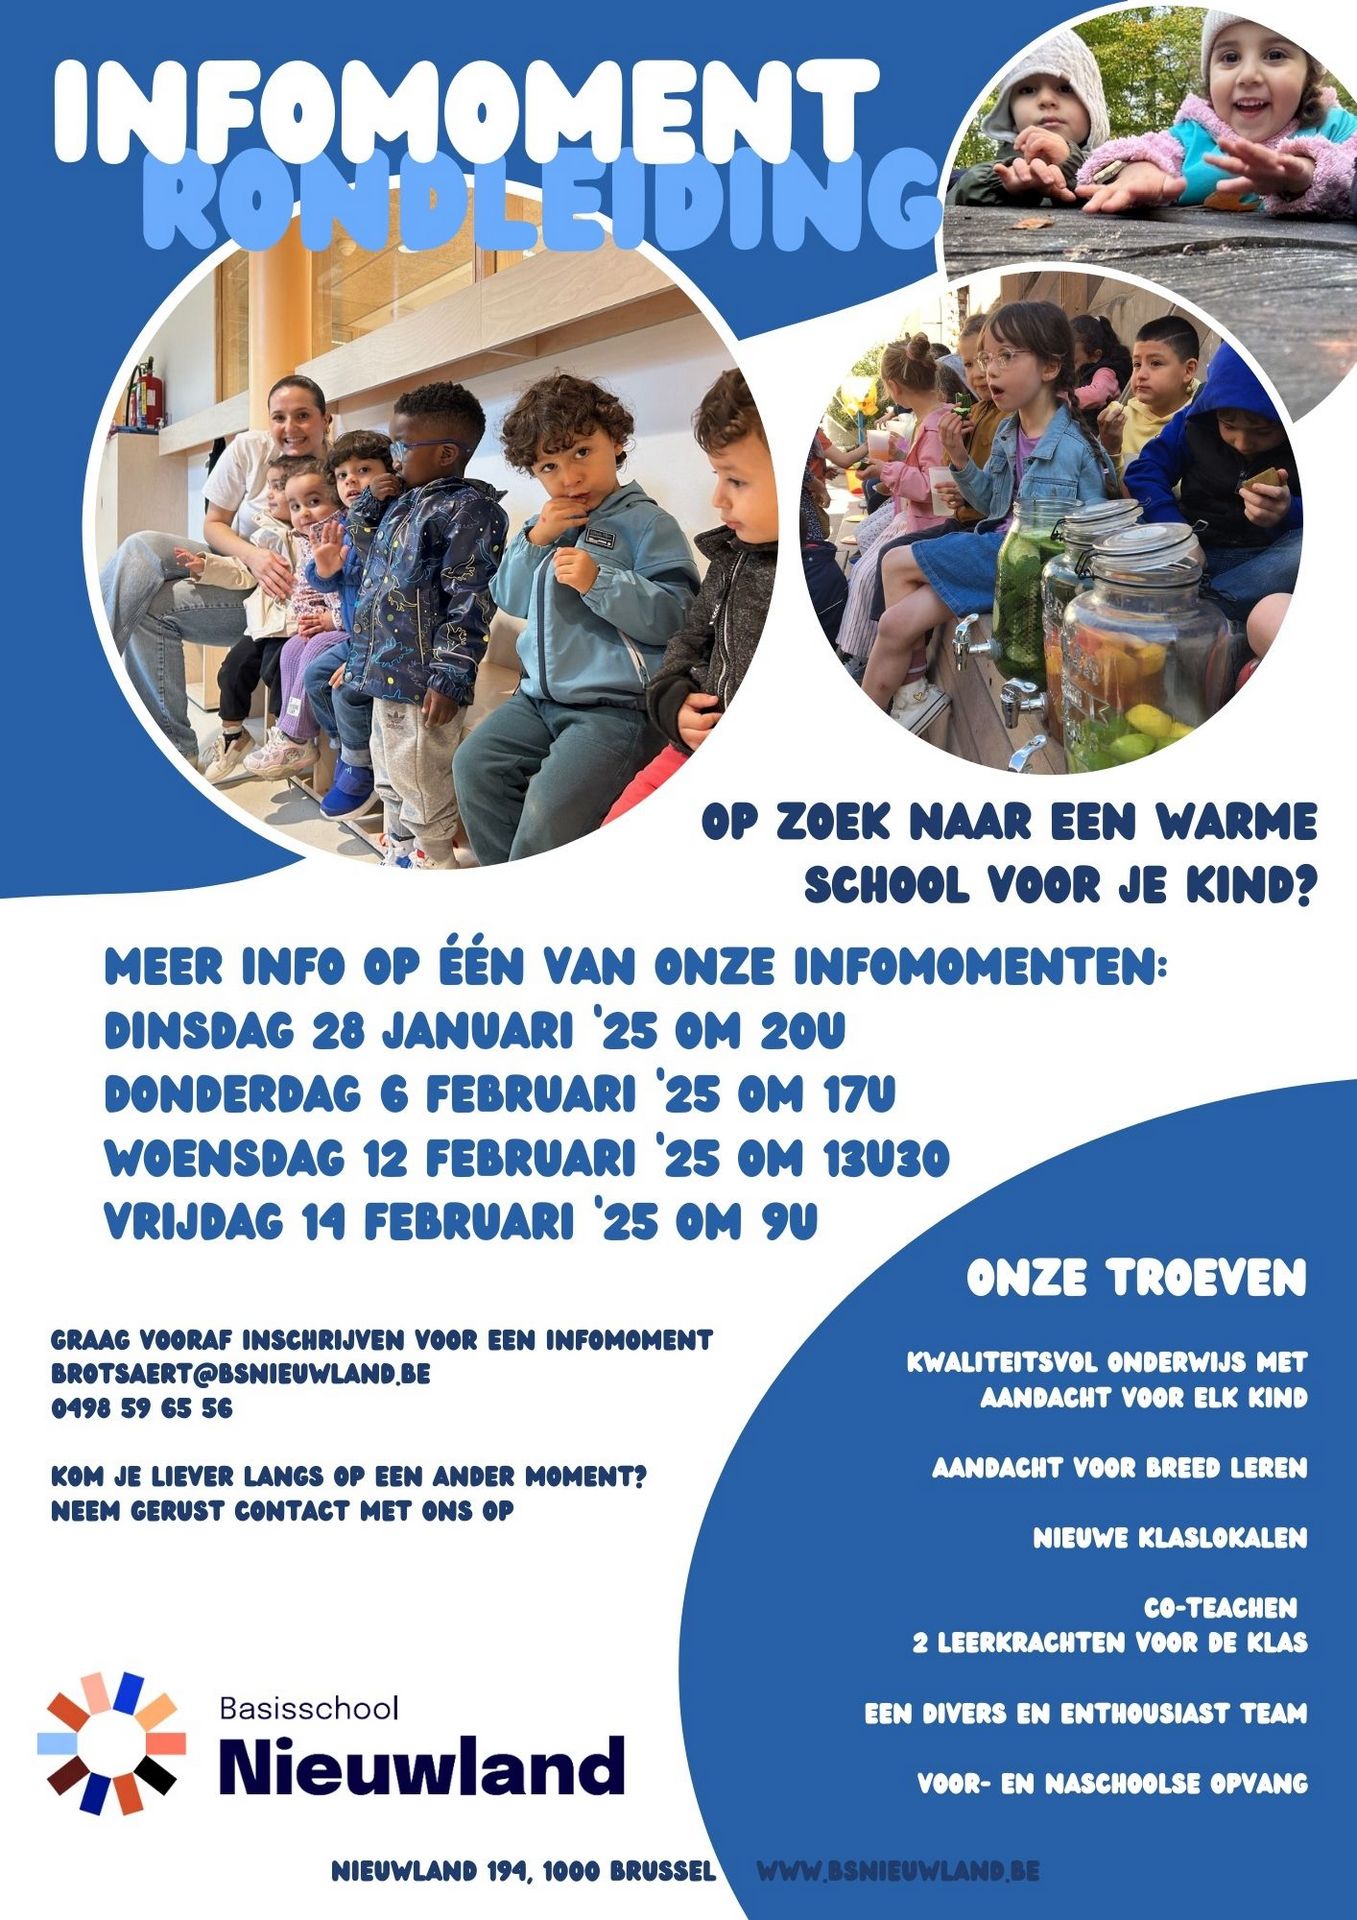 INFOMOMENT
RONDLEIDING
OP ZOEK NAAR EEN WARME
SCHOOL VOOR JE KIND?
MEER INFO OP ÉÉN VAN ONZE INFOMOMENTEN:
DINSDAG 28 JANUARI '25 OM 20U
DONDERDAG 6 FEBRUARI '25 OM 17U
WOENSDAG 12 FEBRUARI '25 OM 13U30
VRIJDAG 14 FEBRUARI '25 OM 9U
GRAAG VOORAF INSCHRIJVEN VOOR EEN INFOMOMENT
BROTSAERT@BSNIEUWLAND.BE
0498 59 65 56
KOM JE LIEVER LANGS OP EEN ANDER MOMENT?
NEEM GERUST CONTACT MET ONS OP
ONZE TROEVEN
KWALITEITSVOL ONDERWIJS MET
AANDACHT VOOR ELK KIND
AANDACHT VOOR BREED LEREN
NIEUWE KLASLOKALEN
CO-TEACHEN
2 LEERKRACHTEN VOOR DE KLAS
EEN DIVERS EN ENTHOUSIAST TEAM
VOOR- EN NASCHOOLSE OPVANG
Basisschool
Nieuwland
NIEUWLAND 194, 1000 BRUSSEL
WWW.BSNIEUWLAND.BE